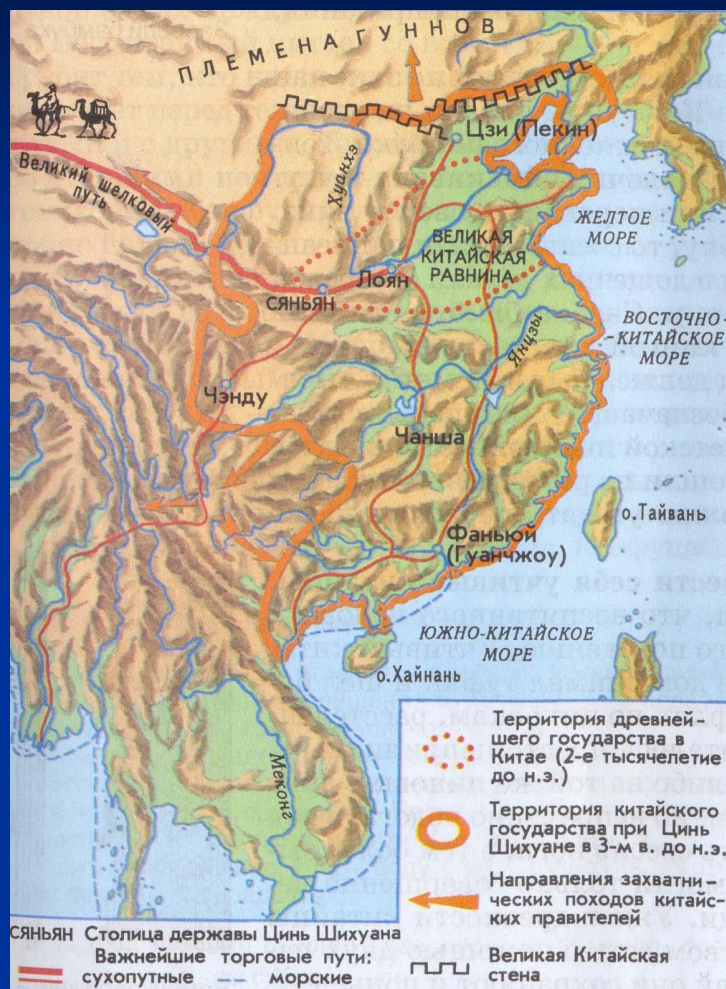 ПЛЕМЕНА ГУННОВ
Цзи (Пекин)
Великий шелковый
путь
Хуанхэ
ЖЕЛТОЕ
МОРЕ
ВЕЛИКАЯ
КИТАЙСКАЯ
РАВНИНА
Лоян
СЯНЬЯН
ВОСТОЧНО-
-КИТАЙСКОЕ
МОРЕ
Янцзы
Чэнду
Чанша
о.Тайвань
Фаньюй
(Гуанчжоу)
ЮЖНО-КИТАЙСКОЕ
МОРЕ
о.Хайнань
Меконг
Территория древней-
шего государства в
Китае (2-е тысячелетие
до н.э.)
Территория китайского
государства при Цинь
Шихуане в 3-м в. до н.э.
Направления захватни-
ческих походов китайс-
ких правителей
СЯНЬЯН Столица державы Цинь Шихуана
Важнейшие торговые пути:
сухопутные морские
Великая Китайская
стена